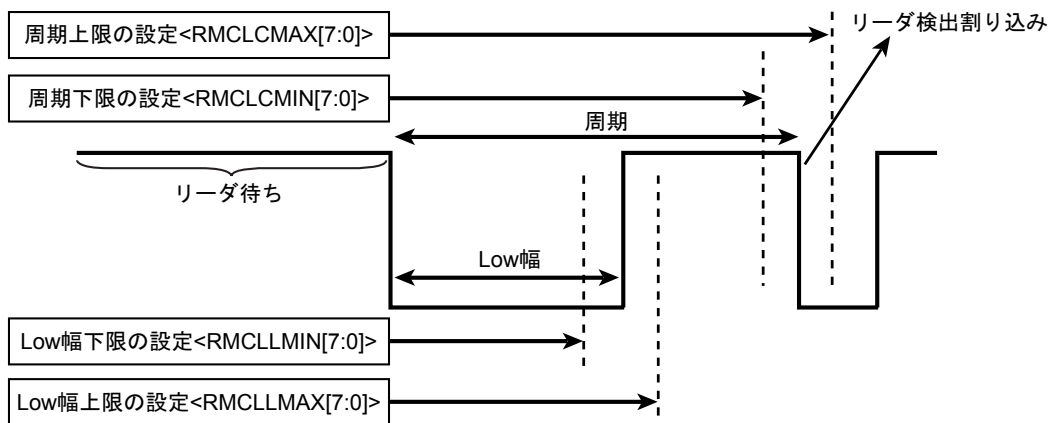 周期上限の設定<RMCLCMAX[7:0]>
リーダ検出割り込み
周期下限の設定<RMCLCMIN[7:0]>
周期
リーダ待ち
Low幅
Low幅下限の設定<RMCLLMIN[7:0]>
Low幅上限の設定<RMCLLMAX[7:0]>